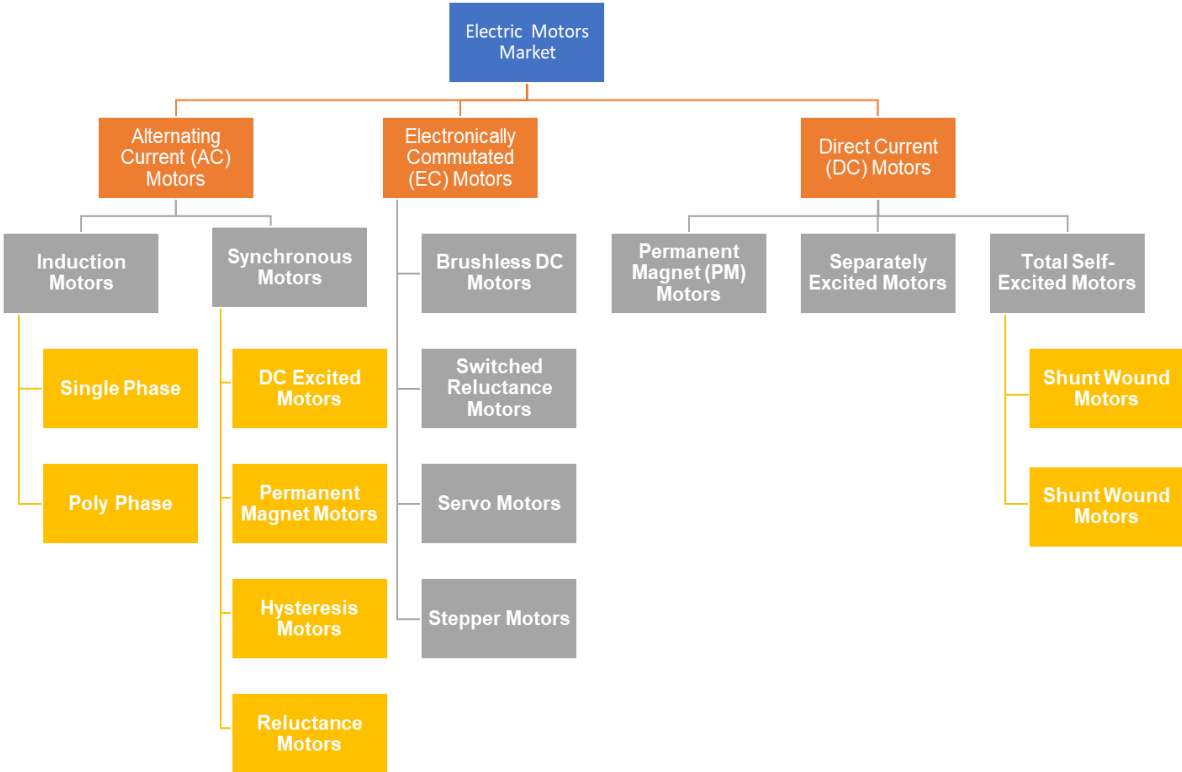 Electric Motors
Market
Alternating
Current (AC)
Motors
Electronically
Commutated
(EC) Motors
Direct Current
(DC) Motors
Induction
Motors
Synchronous
Motors
Brushless DC
Motors
Permanent
Magnet (PM)
Motors
Separately
Excited Motors
Total Self-
Excited Motors
Single Phase
DC Excited
Motors
Switched
Reluctance
Motors
Shunt Wound
Motors
Poly Phase
Permanent
Magnet Motors
Servo Motors
Shunt Wound
Motors
Hysteresis
Motors
Stepper Motors
Reluctance
Motors